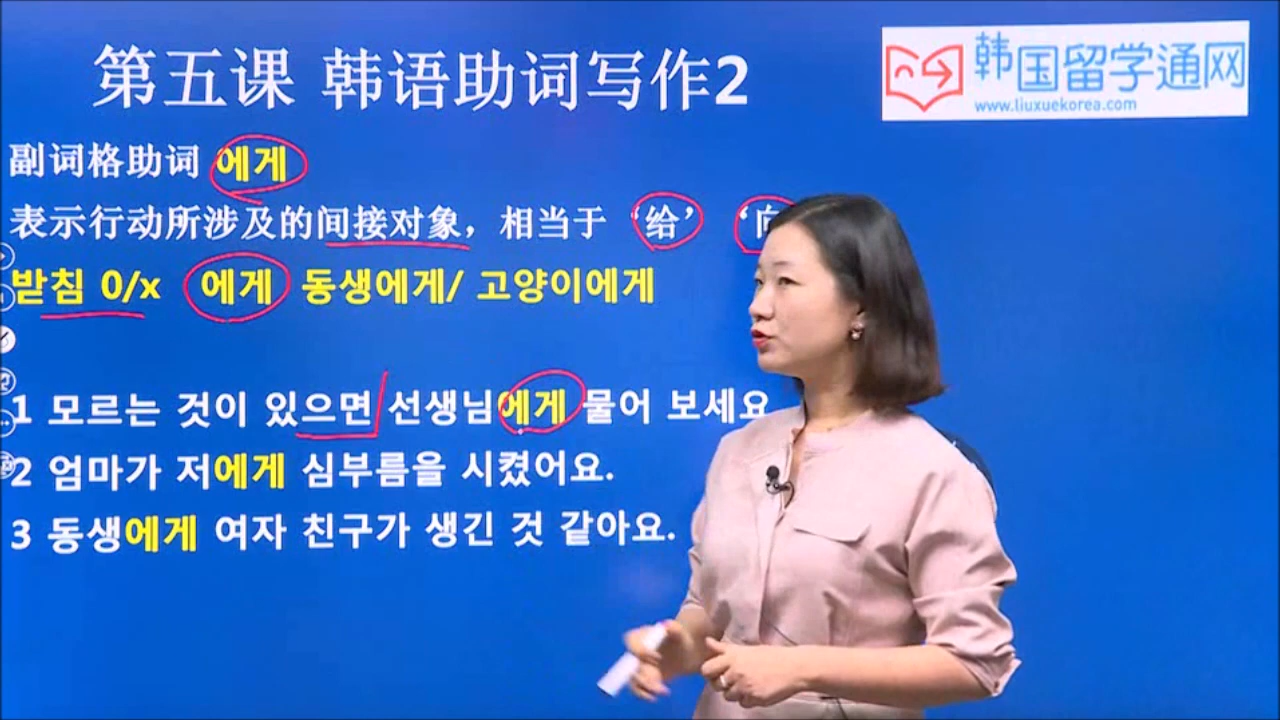 第五课 韩语助词写作2
韩国留学通网
www.liuxuekorea.com
副词格助词 에게
表示行动所涉及的间接对象，相当于‘给’ ‘向
받침 0/x 에게 동생에게/ 고양이에게
1 모르는 것이 있으면 선생님에게 물어 보세요
2 엄마가 저에게 심부름을 시켰어요.
3 동생에게 여자 친구가 생긴 것 같아요.